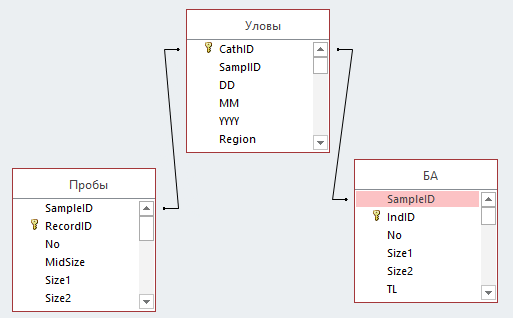 Уловы
CathID
SamplID
DD
MM
YYYY
Region
Пробы
SampleID
RecordID
No
MidSize
Size1
Size2
БА
SampleID
IndID
No
Size1
Size2
TL